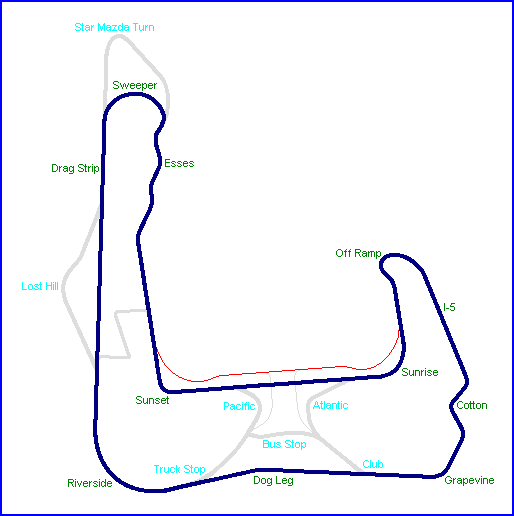 Star Mazda Turn
Sweeper
Drag Strip
Esses
Off Ramp
Lost Hill
I-5
Sunrise
Sunset
Pacific
Atlantic
Cotton
Bus Stop
Truck Stop
Club
Riverside
Dog Leg
Grapevine